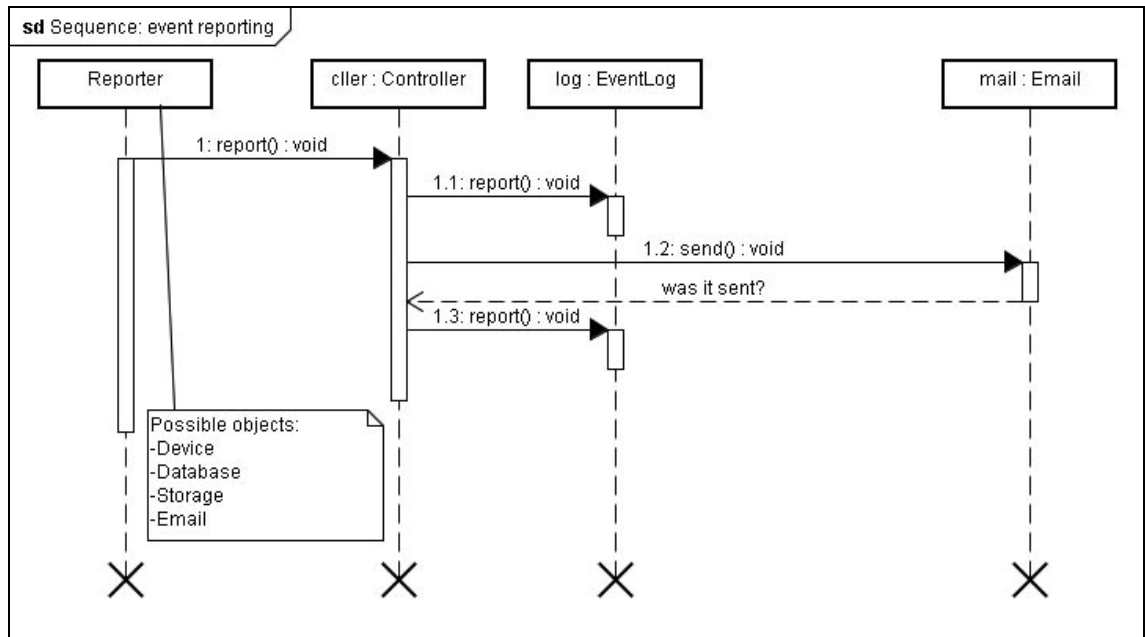 sd Sequence: event reporting
Reporter
cller : Controller
log : EventLog
mail : Email
1: report() : void
1.1: report() : void
1.2: send() : void
was it sent?
1.3: report() : void
Possible objects:
-Device
-Database
-Storage
-Email